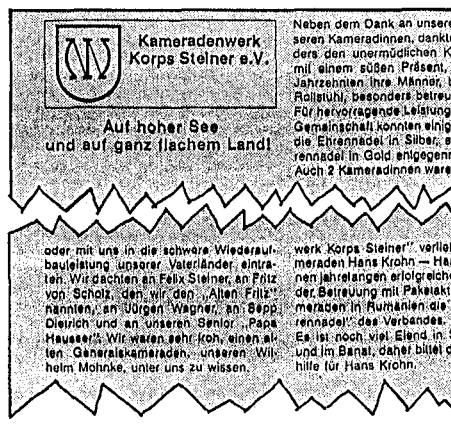 Kameradenwerk
Korps Steiner e.V.
Auf hoher See
und auf ganz flachem Land!
oder mit uns in die schwere Wiederauf-
bauleistung unserer Vaterländer eintra-
ten. Wir dachten an Felix Steiner, an Fritz
von Scholz, den wir den „Alten Fritz"
nannten, an Jürgen Wagner, an Sepp
Dietrich und an unseren Senior „Papa
Hausser". Wir waren sehr froh, einen al-
ten Generalskameraden, unseren Wil-
helm Mohnke, unter uns zu wissen.
Neben dem Dank an unsere
seren Kameradinnen, dankte
ders den unermüdlichen K
mit einem süßen Präsent,
Jahrzehnten ihre Männer, b
Rollstuhl, besonders betreu
Für hervorragende Leistung
Gemeinschaft konnten einig
die Ehrennadel in Silber, e
rennadel in Gold entgegenn
Auch 2 Kameradinnen ware
werk Korps Steiner" verlieh
meraden Hans Krohn — Ha
nen jahrelangen erfolgreiche
der Betreuung mit Paketakt
meraden in Rumänien die
rennadel" des Verbandes.
Es ist noch viel Elend in S
und im Banat, daher bittet d
hilfe für Hans Krohn.